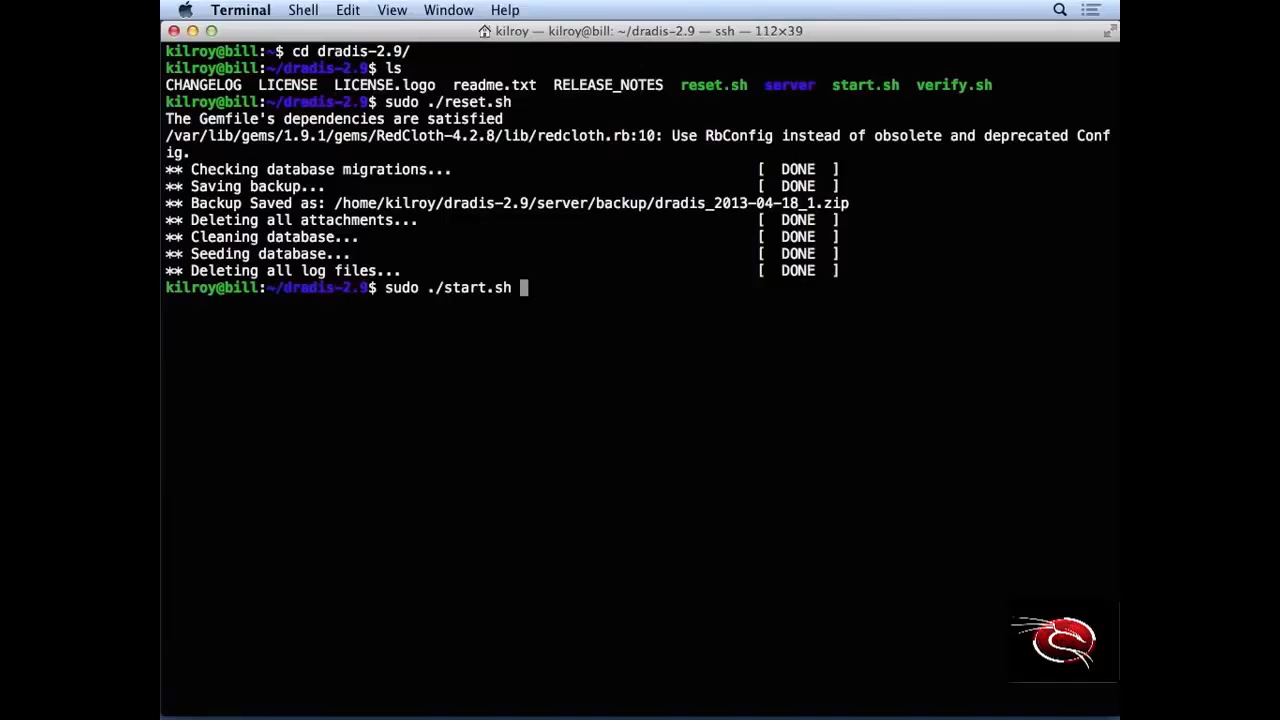 Terminal Shell Edit View Window Help
kilroy — kilroy@bill: ~/dradis-2.9 — ssh — 112×39
kilroy@bill:~$ cd dradis-2.9/
kilroy@bill:~/dradis-2.9$ ls
CHANGELOG LICENSE LICENSE.logo readme.txt RELEASE_NOTES reset.sh server start.sh verify.sh
kilroy@bill:~/dradis-2.9$ sudo ./reset.sh
The Gemfile's dependencies are satisfied
/var/lib/gems/1.9.1/gems/RedCloth-4.2.8/lib/redcloth.rb:10: Use RbConfig instead of obsolete and deprecated Conf
ig.
** Checking database migrations... [ DONE ]
** Saving backup... [ DONE ]
** Backup Saved as: /home/kilroy/dradis-2.9/server/backup/dradis_2013-04-18_1.zip
** Deleting all attachments... [ DONE ]
** Cleaning database... [ DONE ]
** Seeding database... [ DONE ]
** Deleting all log files... [ DONE ]
kilroy@bill:~/dradis-2.9$ sudo ./start.sh